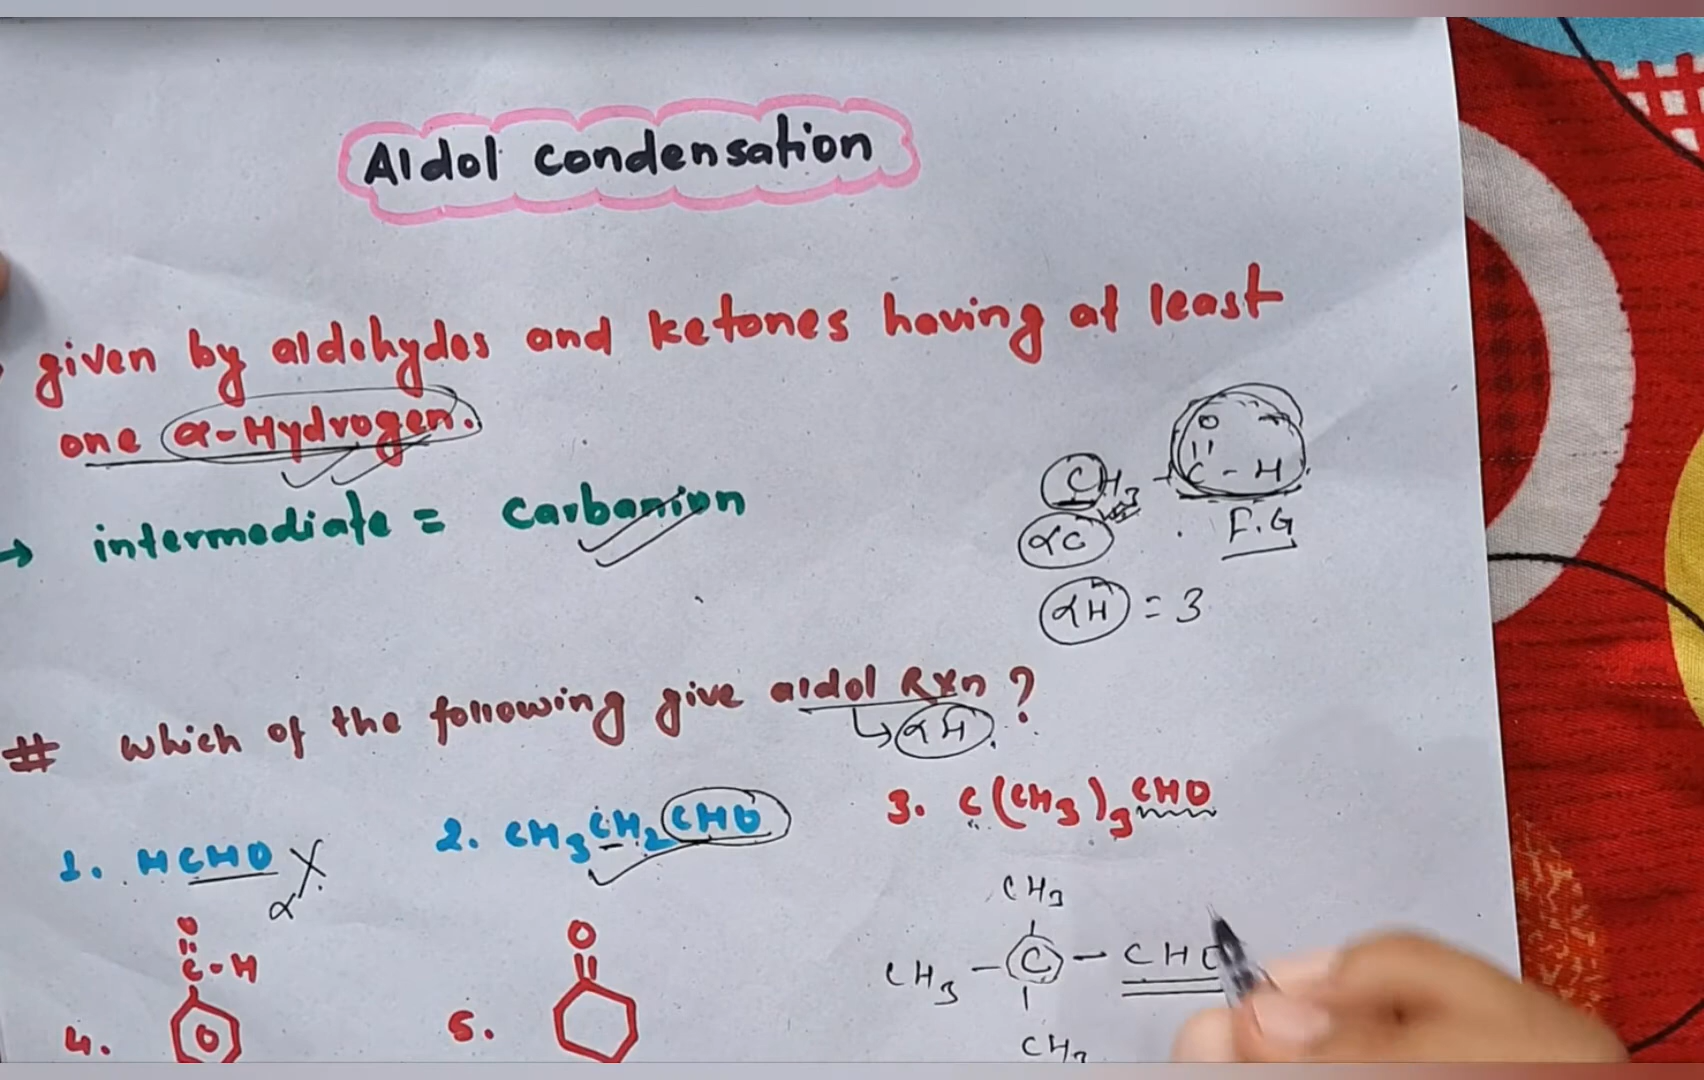 Aldol condensation
given by aldehydes and ketones having at least
one α-Hydrogen.
→ intermediate = carbanion
O
||
CH3 - C - H
αC
F.G
αH = 3
# which of the following give aldol Rxn ?
↳ αH
1. HCHO X
α
2. CH3CH2CHO
3. C(CH3)3CHO
CH3
CH3 - C - CHO
CH3
O
||
C-H
4.
O
5.